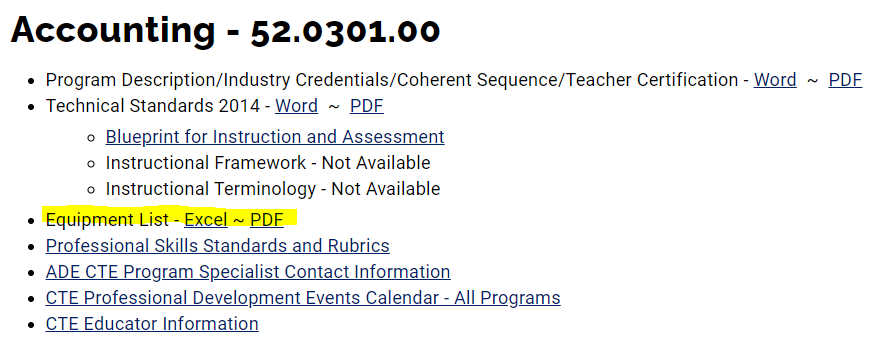 Accounting - 52.0301.00
Program Description/Industry Credentials/Coherent Sequence/Teacher Certification - Word ~ PDF
Technical Standards 2014 - Word ~ PDF
Blueprint for Instruction and Assessment
Instructional Framework - Not Available
Instructional Terminology - Not Available
Equipment List - Excel ~ PDF
Professional Skills Standards and Rubrics
ADE CTE Program Specialist Contact Information
CTE Professional Development Events Calendar - All Programs
CTE Educator Information